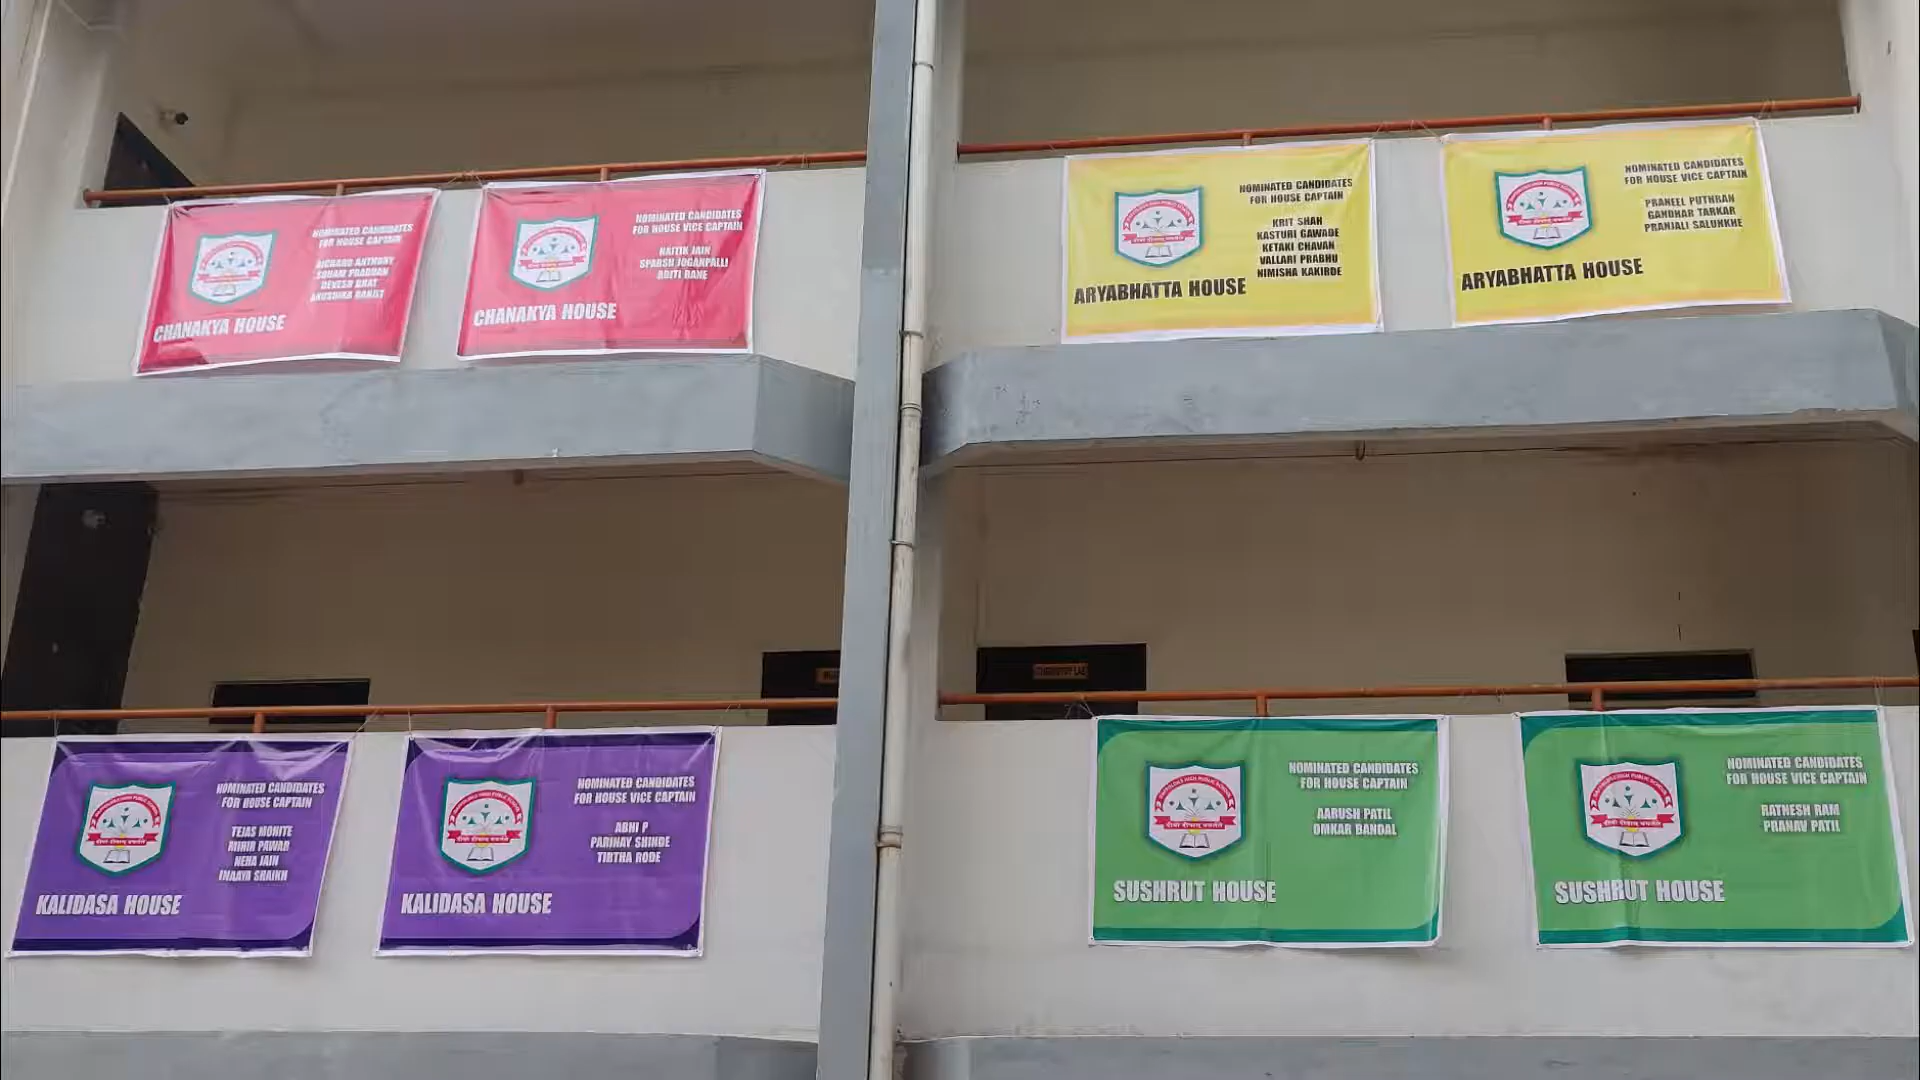 NOMINATED CANDIDATES
FOR HOUSE CAPTAIN
RICHARD ANTHONY
SOHAM PRADHAN
DEVESH BHAT
ANUSHKA
CHANAKYA HOUSE
NOMINATED CANDIDATES
FOR HOUSE VICE CAPTAIN
NAITIK JAIN
SPARSH JOGANPALLI
ADITI RANE
CHANAKYA HOUSE
NOMINATED CANDIDATES
FOR HOUSE CAPTAIN
KRIT SHAH
KASTURI GAWADE
KETAKI CHAVAN
VALLARI PRABHU
NIMISHA KAKIRDE
ARYABHATTA HOUSE
NOMINATED CANDIDATES
FOR HOUSE VICE CAPTAIN
PRANEEL PUTHRAN
GANDHAR TARKAR
PRANJALI SALUNKHE
ARYABHATTA HOUSE
CHEMISTRY LAB
NOMINATED CANDIDATES
FOR HOUSE CAPTAIN
TEJAS MOHITE
MIHIR PAWAR
NEHA JAIN
INAAYA SHAIKH
KALIDASA HOUSE
NOMINATED CANDIDATES
FOR HOUSE VICE CAPTAIN
ABHI P
PARINAY SHINDE
TIRTHA RODE
KALIDASA HOUSE
NOMINATED CANDIDATES
FOR HOUSE CAPTAIN
AARUSH PATIL
OMKAR BANDAL
SUSHRUT HOUSE
NOMINATED CANDIDATES
FOR HOUSE VICE CAPTAIN
RATNESH RAM
PRANAV PATIL
SUSHRUT HOUSE